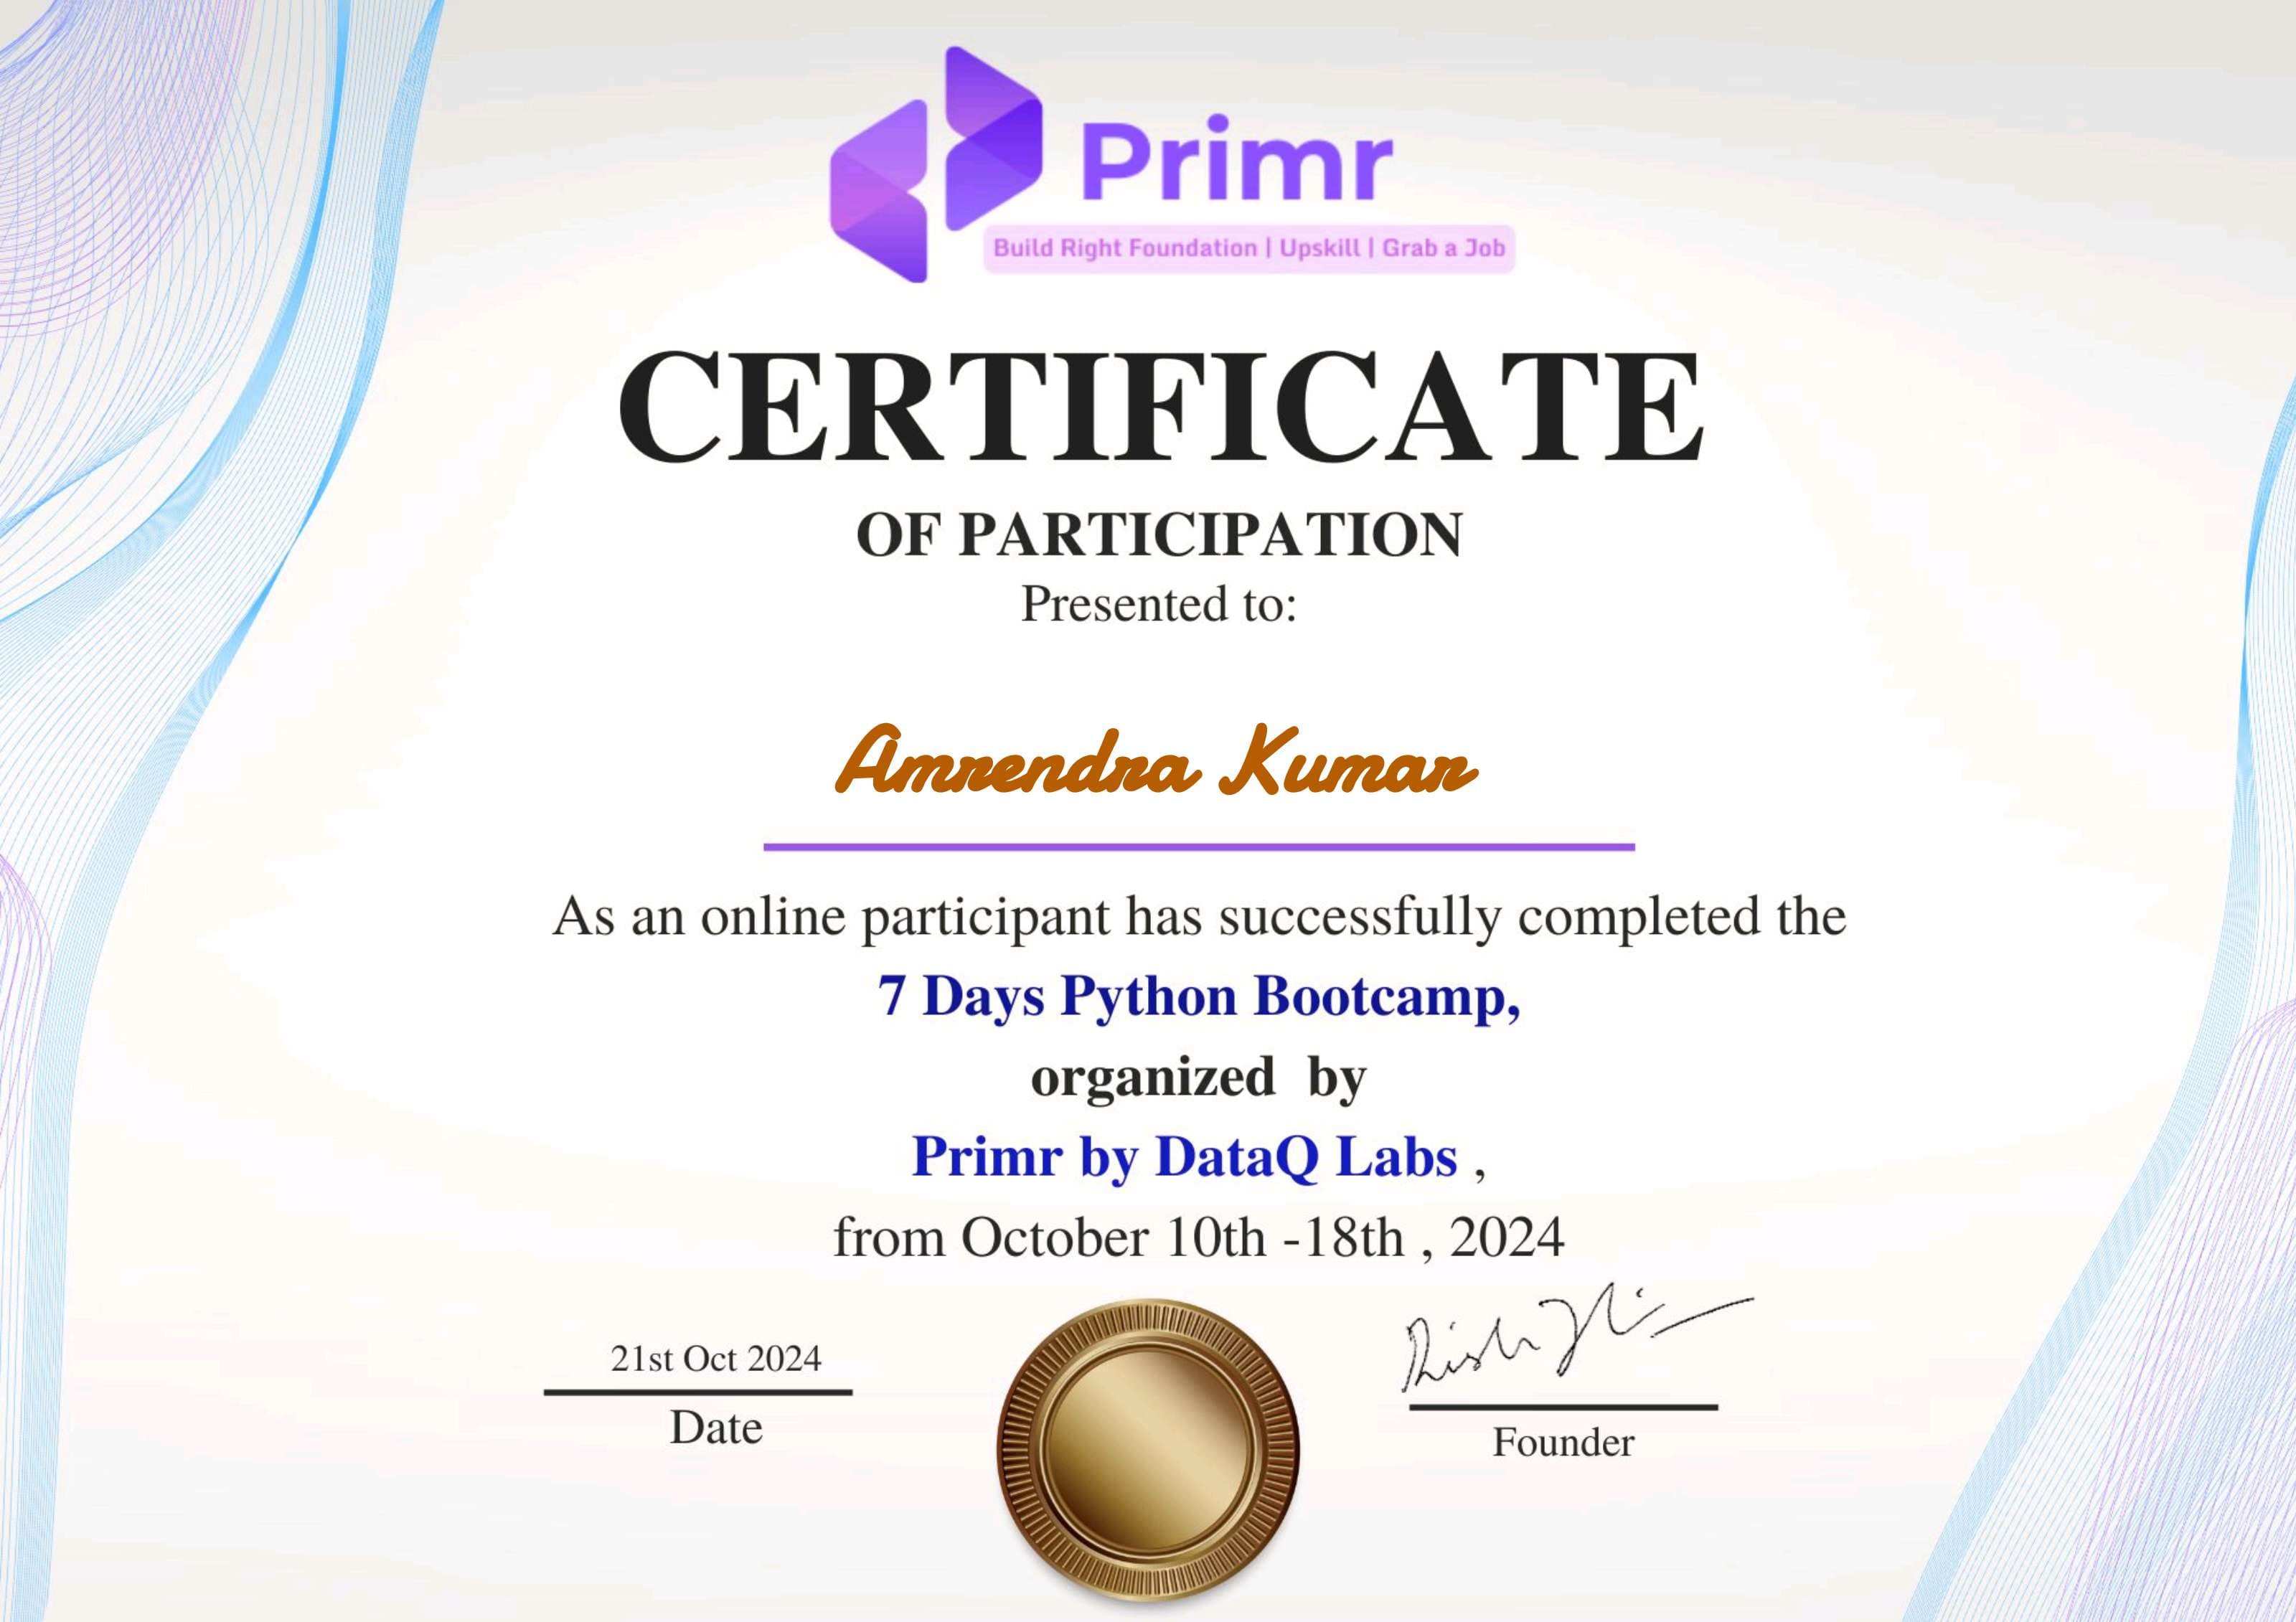 Primr
Build Right Foundation | Upskill | Grab a Job
CERTIFICATE
OF PARTICIPATION
Presented to:
Amrendra Kumar
As an online participant has successfully completed the
7 Days Python Bootcamp,
organized by
Primr by DataQ Labs ,
from October 10th -18th , 2024
21st Oct 2024
Date
Founder